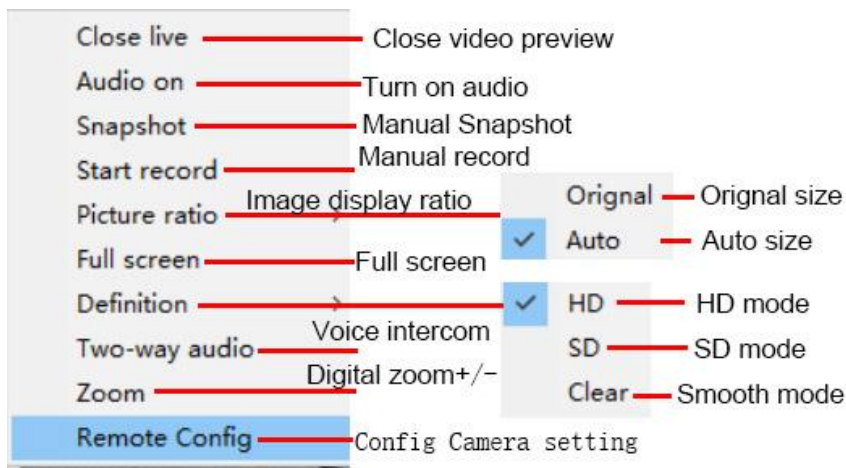 Close live Close video preview
Audio on Turn on audio
Snapshot Manual Snapshot
Start record Manual record
Picture ratio Image display ratio Orignal Orignal size
Auto Auto size
Full screen Full screen
Definition HD HD mode
Two-way audio Voice intercom SD SD mode
Zoom Digital zoom+/− Clear Smooth mode
Remote Config Config Camera setting